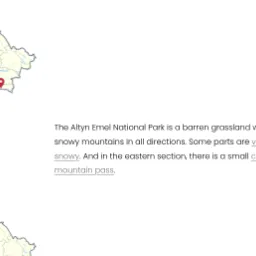 The Altyn Emel National Park is a barren grassland
snowy mountains in all directions. Some parts are
snowy. And in the eastern section, there is a small
mountain pass.